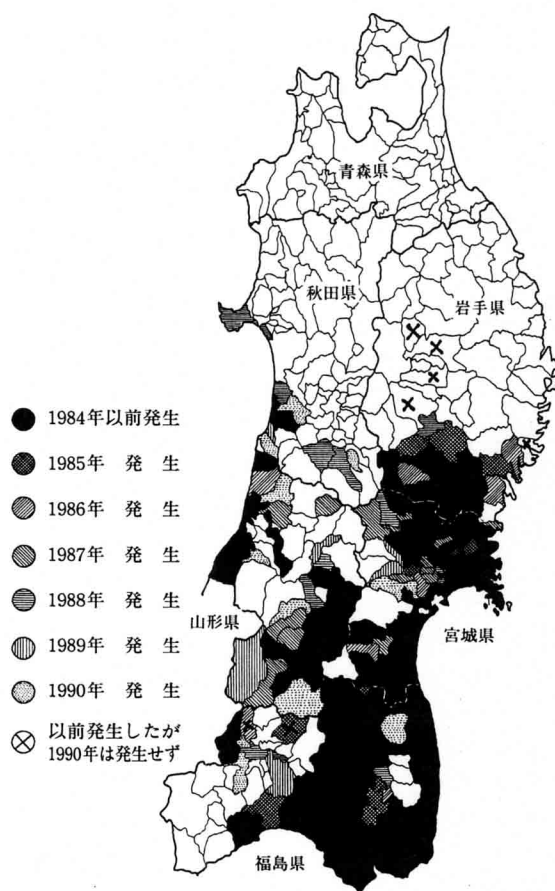 青森県
秋田県
岩手県
1984年以前発生
1985年 発 生
1986年 発 生
1987年 発 生
1988年 発 生
1989年 発 生
1990年 発 生
以前発生したが
1990年は発生せず
山形県
宮城県
福島県